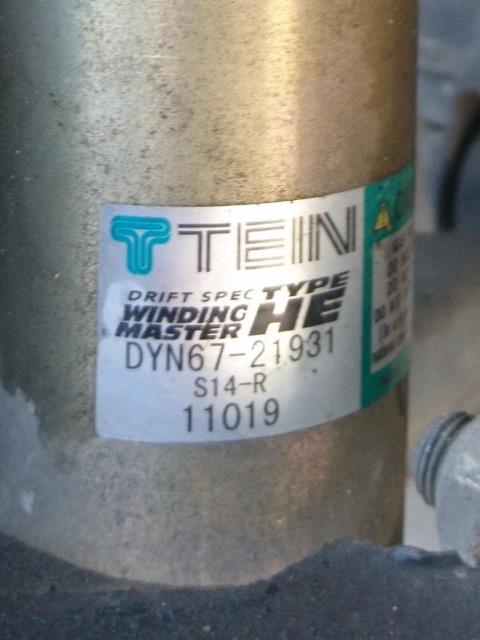 TEIN
DRIFT SPEC TYPE
WINDING HE
MASTER
DYN67-21931
S14-R
11019